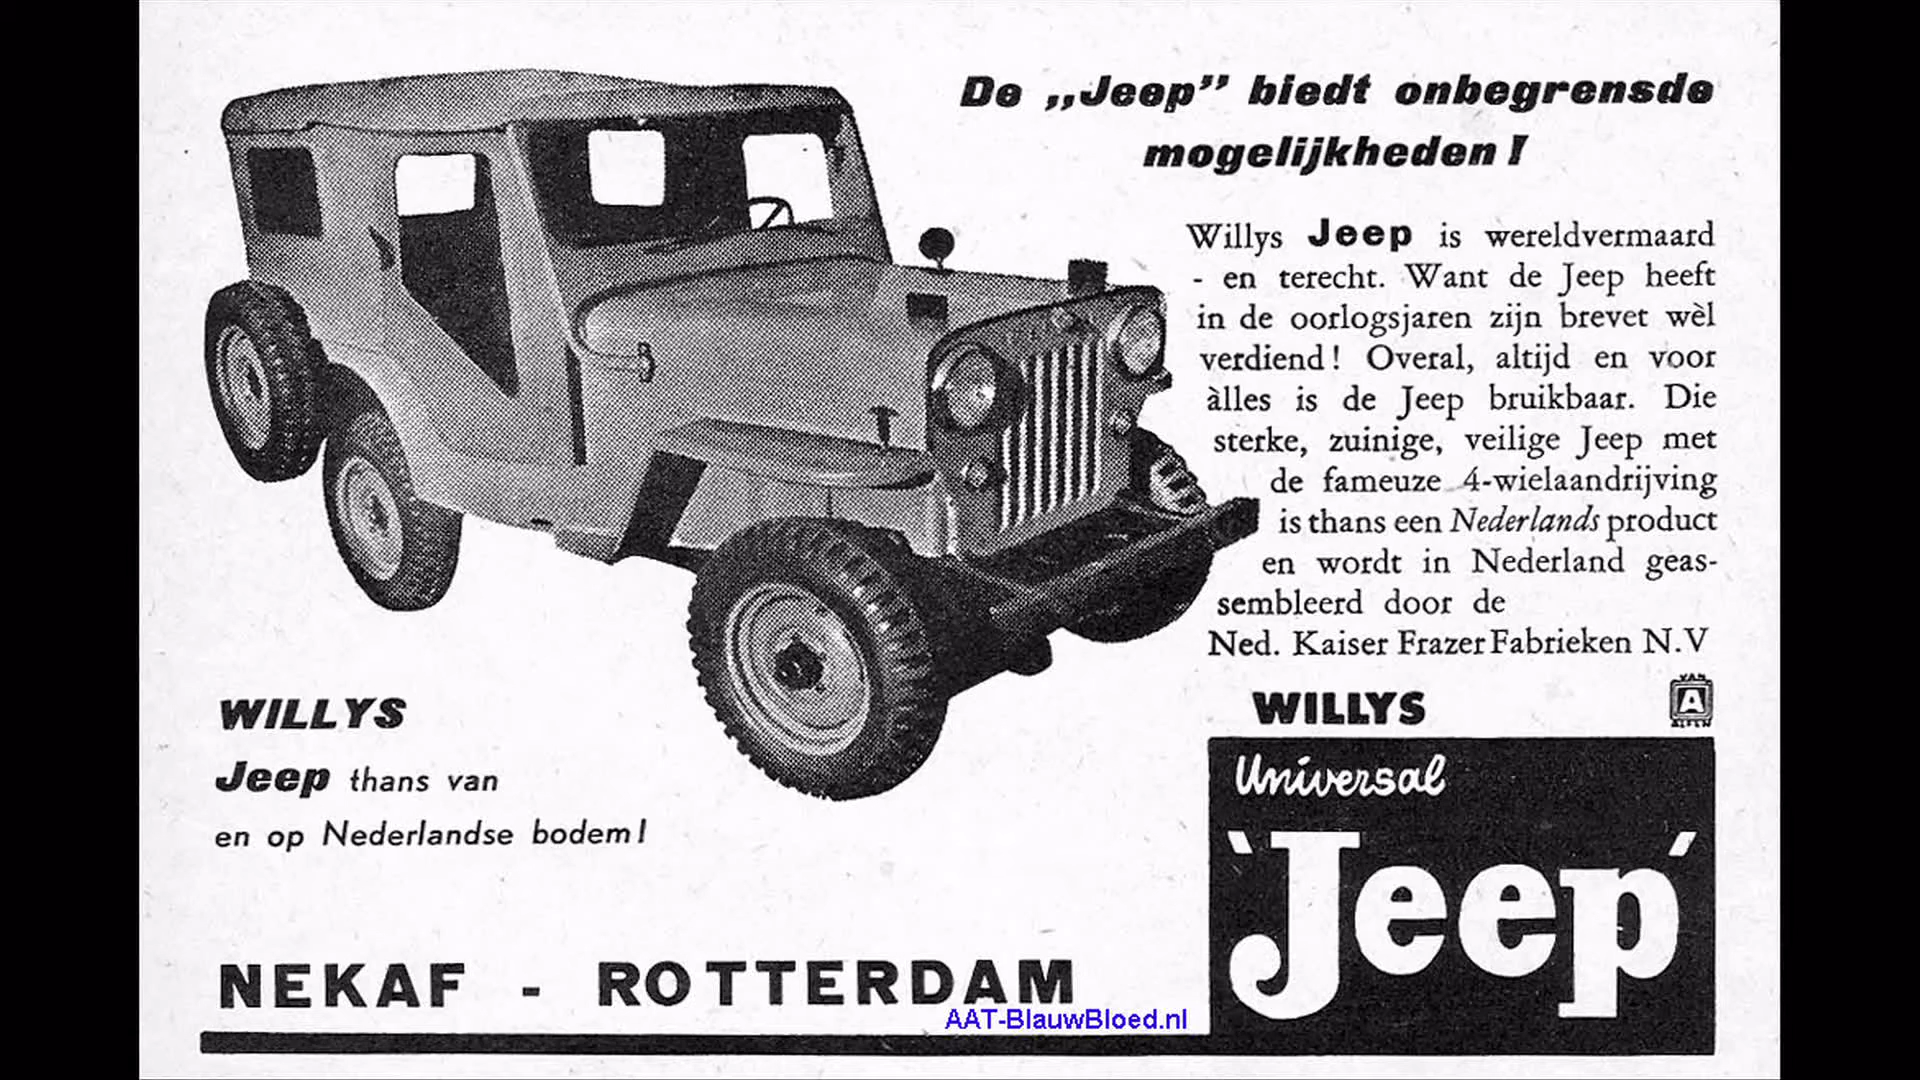 De „Jeep” biedt onbegrensde
mogelijkheden !
Willys Jeep is wereldvermaard
- en terecht. Want de Jeep heeft
in de oorlogsjaren zijn brevet wèl
verdiend! Overal, altijd en voor
àlles is de Jeep bruikbaar. Die
sterke, zuinige, veilige Jeep met
de fameuze 4-wielaandrijving
is thans een Nederlands product
en wordt in Nederland geas-
sembleerd door de
Ned. Kaiser Frazer Fabrieken N.V
WILLYS
Jeep thans van
en op Nederlandse bodem!
WILLYS
VAN
A
ALPEN
Universal
'Jeep'
NEKAF - ROTTERDAM
AAT-BlauwBloed.nl